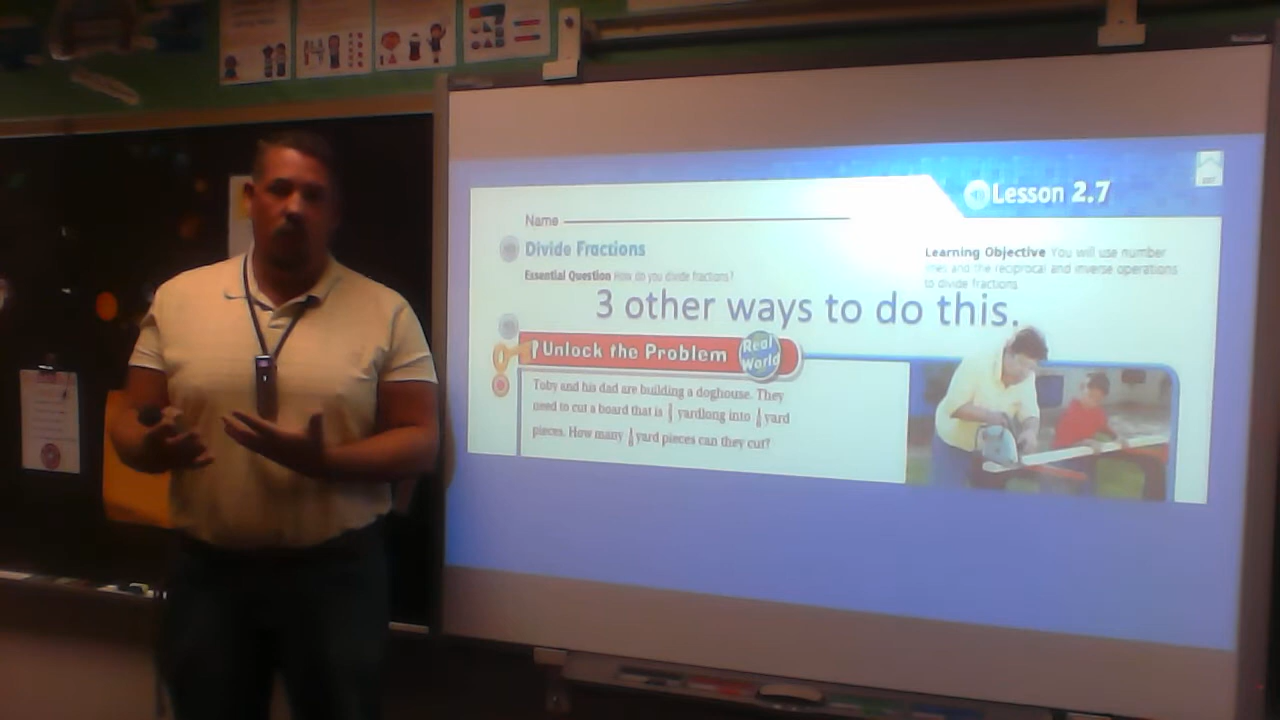 Lesson 2.7
Name
Divide Fractions
Learning Objective You will use number
lines and the reciprocal and inverse operations
to divide fractions
Essential Question How do you divide fractions?
3 other ways to do this.
Unlock the Problem
Real
World
Toby and his dad are building a doghouse. They
need to cut a board that is yardlong into yard
pieces. How many yard pieces can they cut?